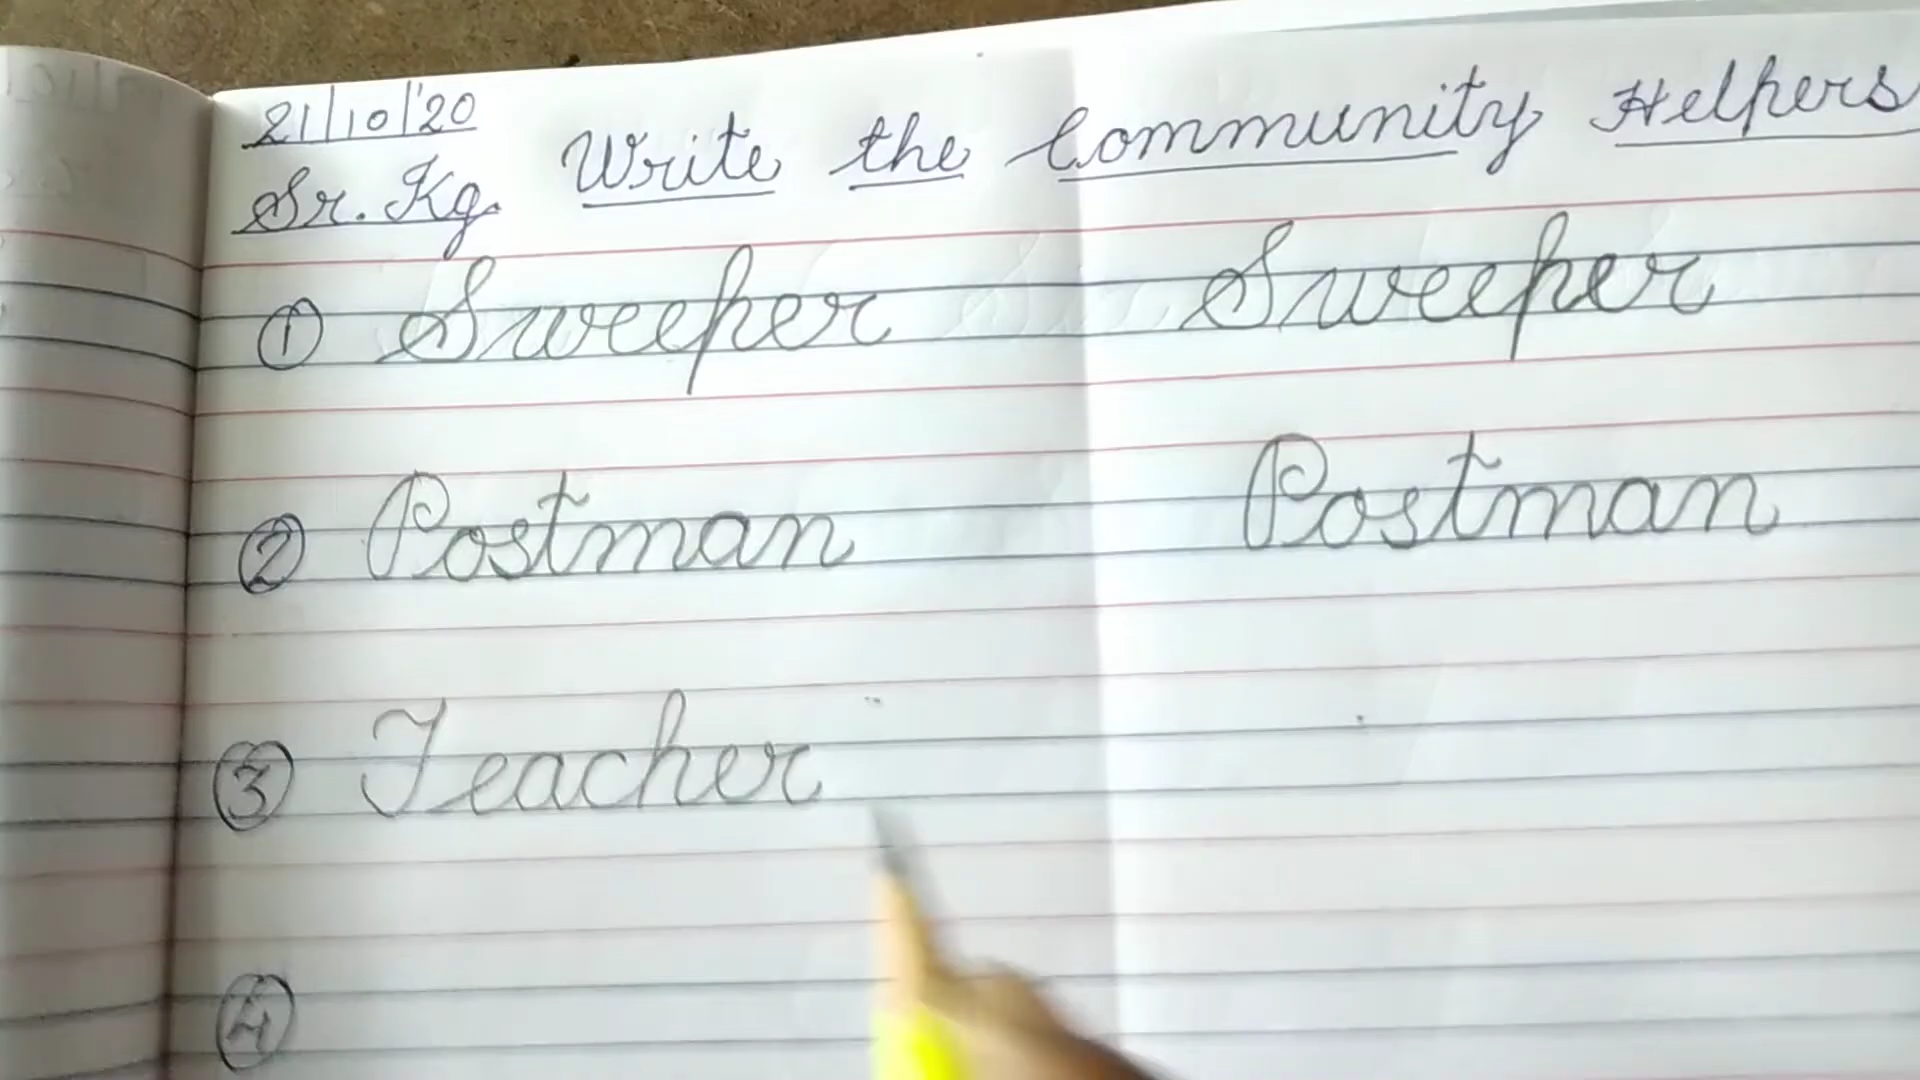 21/10/'20
Sr. Kg. Write the Community Helpers
① Sweeper Sweeper
② Postman Postman
③ Teacher
④